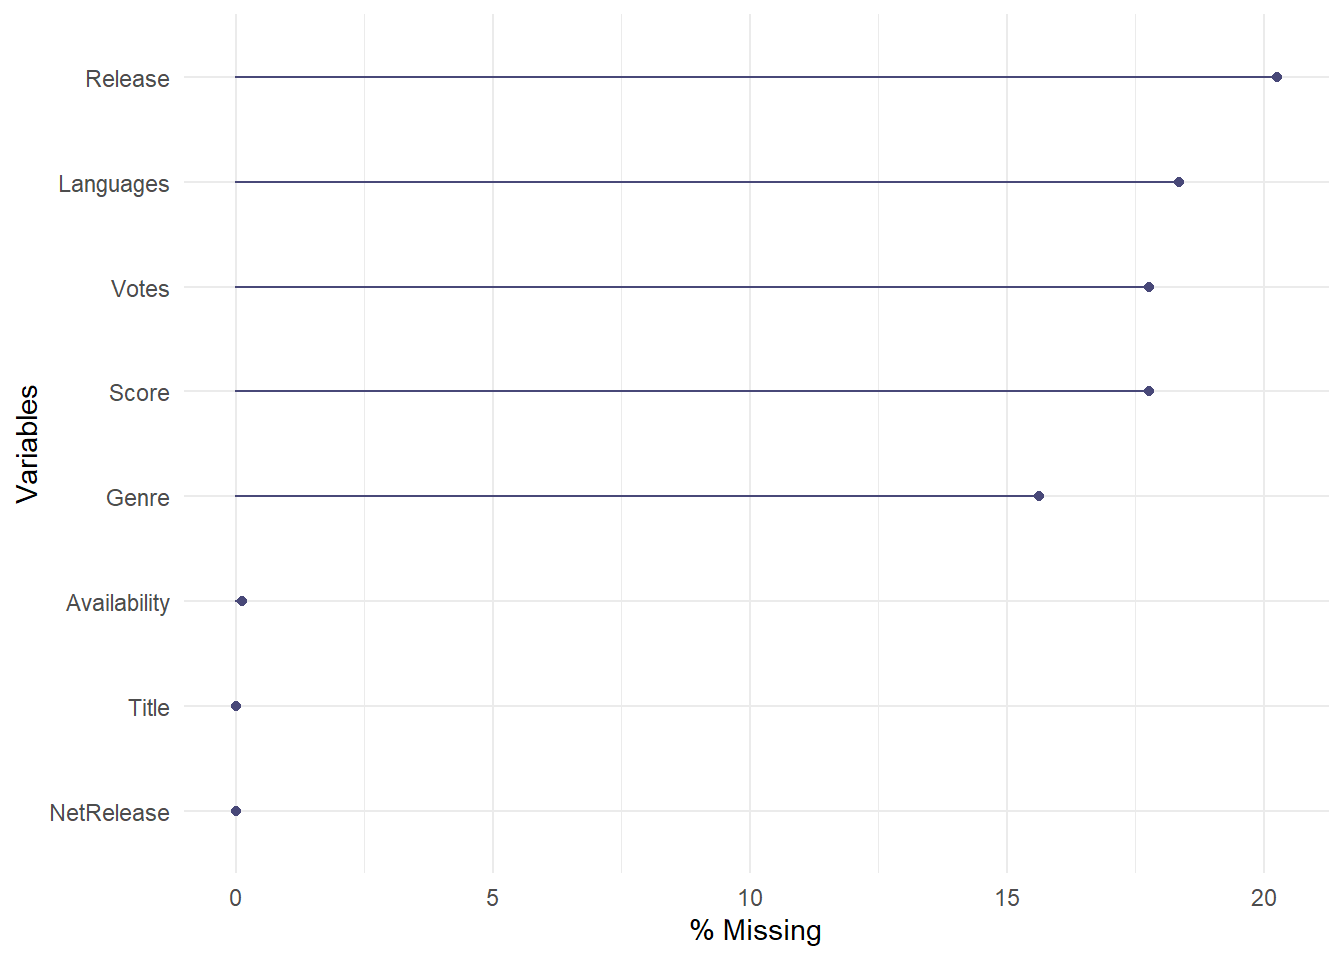 Release
Languages
Votes
Score
Genre
Availability
Title
NetRelease
Variables
0 5 10 15 20
% Missing